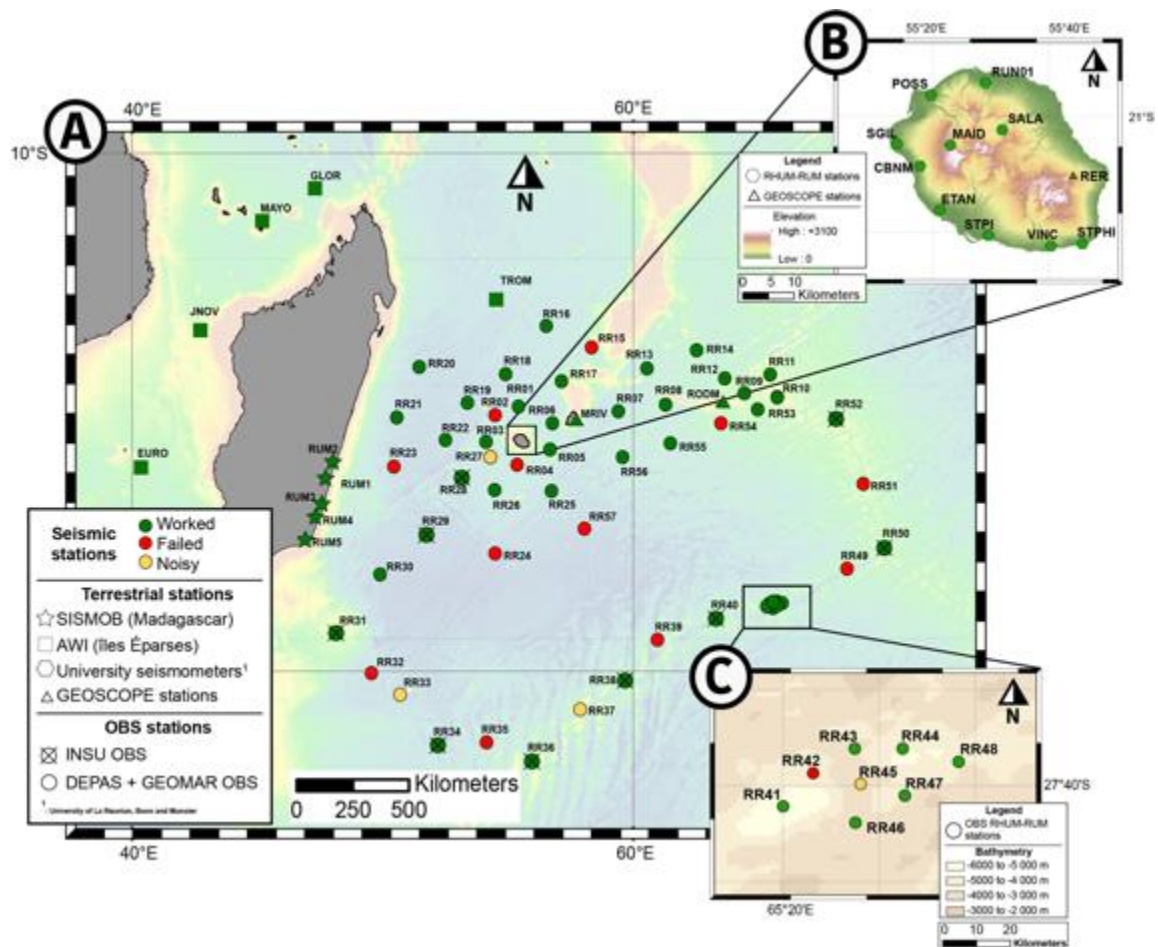 B
55°20'E
55°40'E
N
RUN01
POSS
21°S
SALA
SGIL
MAID
CBNM
RER
ETAN
STPI
VINC
STPHI
Legend
RHUM-RUM stations
GEOSCOPE stations
Elevation
High : +3100
Low : 0
0 5 10
Kilometers
A
40°E
60°E
10°S
N
GLOR
MAYO
TROM
JNOV
RR16
RR15
RR20
RR18
RR13
RR14
RR17
RR12
RR11
RR19
RR01
RR09
RR10
RR02
RR08
RR21
RR06
MRIV
RR07
RODM
RR53
RR52
RR22
RR03
RR54
RUM2
RR27
RR05
RR55
EURO
RR23
RR04
RR56
RUM1
RR28
RR51
RUM3
RR26
RR25
RUM4
RR29
RR57
RUM5
RR24
RR50
RR30
RR49
RR40
RR31
RR39
RR32
RR38
RR33
RR37
RR34
RR35
RR36
Seismic
stations
Worked
Failed
Noisy
Terrestrial stations
SISMOB (Madagascar)
AWI (îles Éparses)
University seismometers¹
GEOSCOPE stations
OBS stations
INSU OBS
DEPAS + GEOMAR OBS
1 : University of La Réunion, Bonn and Munster
Kilometers
0 250 500
40°E
60°E
C
N
RR43
RR44
RR48
RR42
RR45
27°40'S
RR47
RR41
RR46
65°20'E
Legend
OBS RHUM-RUM
stations
Bathymetry
-6000 to -5 000 m
-5000 to -4 000 m
-4000 to -3 000 m
-3000 to -2 000 m
0 10 20
Kilometers